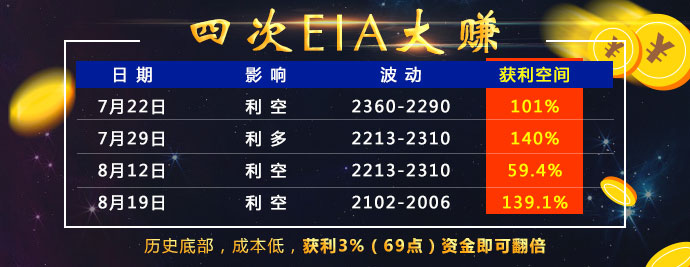 四次EIA大赚
日期 影响 波动 获利空间
7月22日 利空 2360-2290 101%
7月29日 利多 2213-2310 140%
8月12日 利空 2213-2310 59.4%
8月19日 利空 2102-2006 139.1%
历史底部，成本低，获利3%（69点）资金即可翻倍